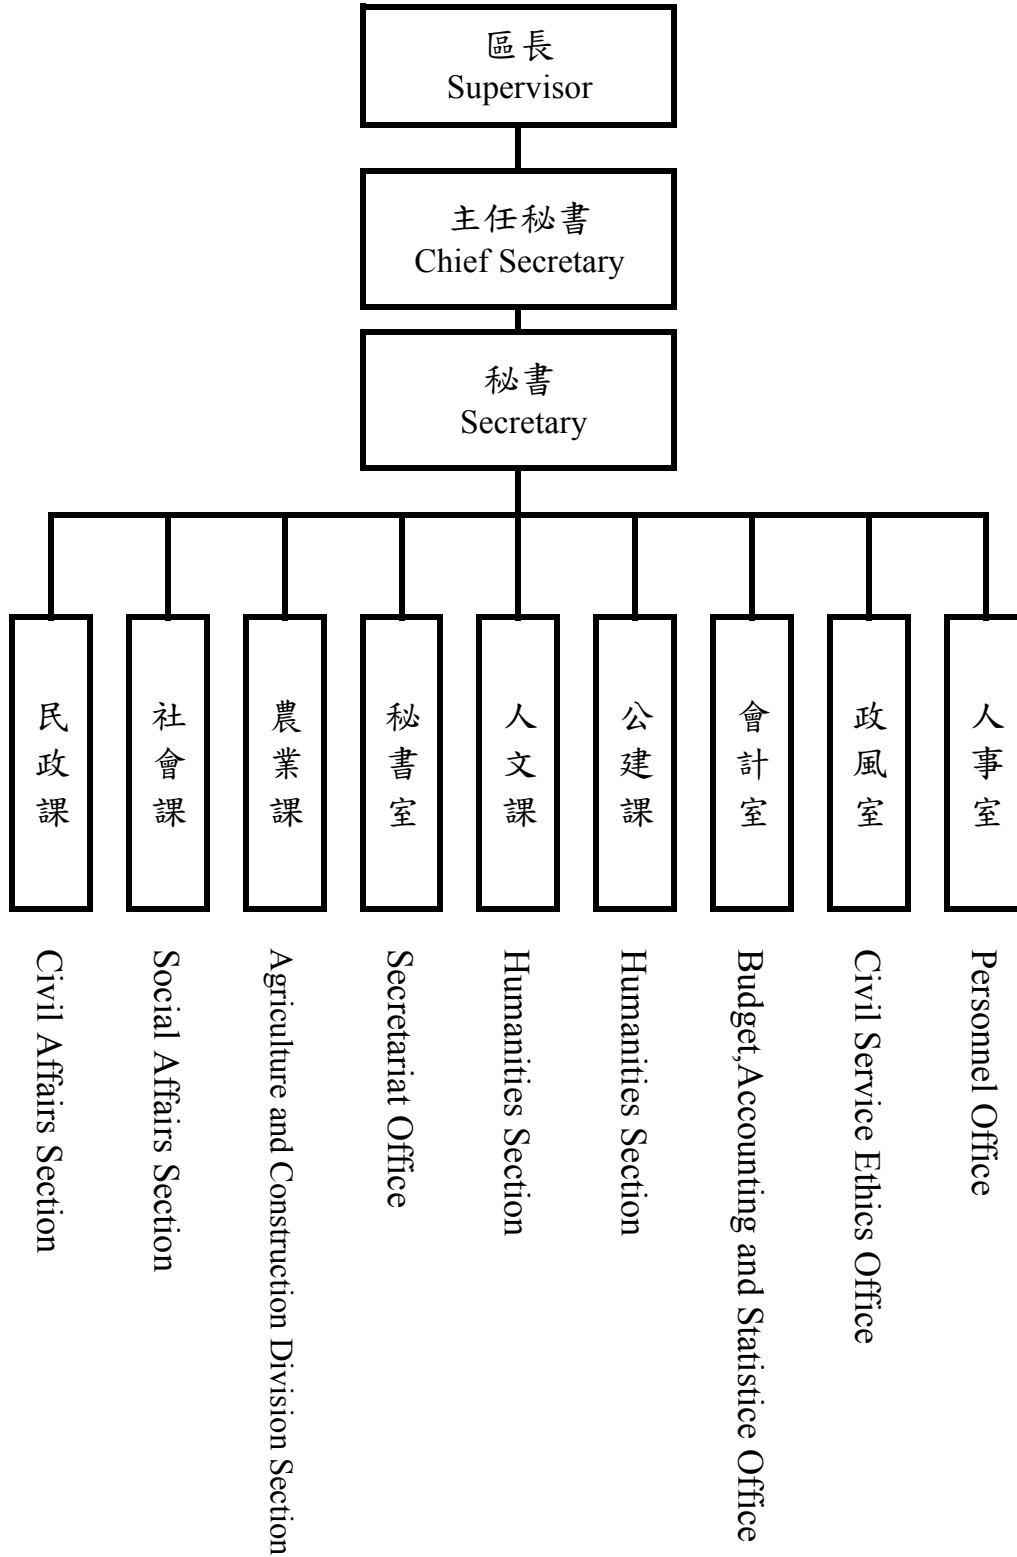 區長
Supervisor
主任秘書
Chief Secretary
秘書
Secretary
民政課
社會課
農業課
秘書室
人文課
公建課
會計室
政風室
人事室
Civil Affairs Section
Social Affairs Section
Agriculture and Construction Division Section
Secretariat Office
Humanities Section
Humanities Section
Budget,Accounting and Statistice Office
Civil Service Ethics Office
Personnel Office